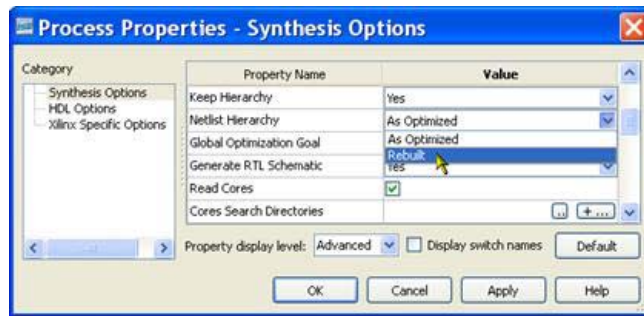 Process Properties - Synthesis Options
Category
Synthesis Options
HDL Options
Xilinx Specific Options
Property Name Value
Keep Hierarchy Yes
Netlist Hierarchy As Optimized
Global Optimization Goal As Optimized
Rebuilt
Generate RTL Schematic Yes
Read Cores
Cores Search Directories .. + ...
Property display level: Advanced Display switch names Default
OK Cancel Apply Help